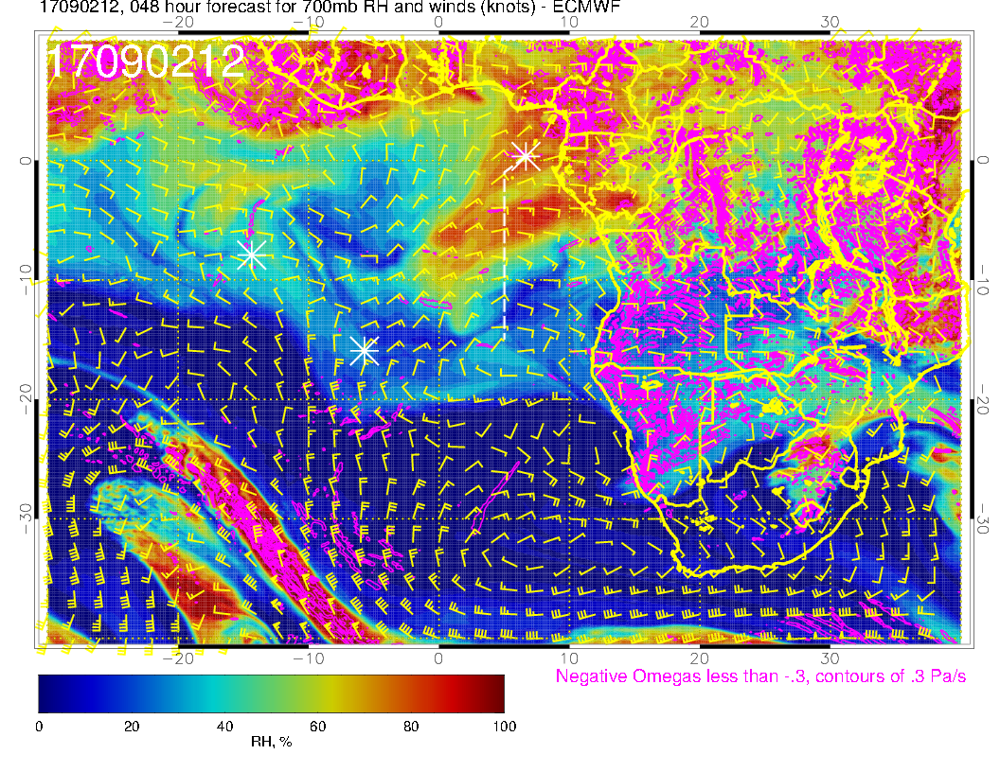 17090212, 048 hour forecast for 700mb RH and winds (knots) - ECMWF
−20 −10 0 10 20 30
17090212
0 0
−10 −10
−20 −20
−30 −30
−20 −10 0 10 20 30
Negative Omegas less than -.3, contours of .3 Pa/s
0 20 40 60 80 100
RH, %